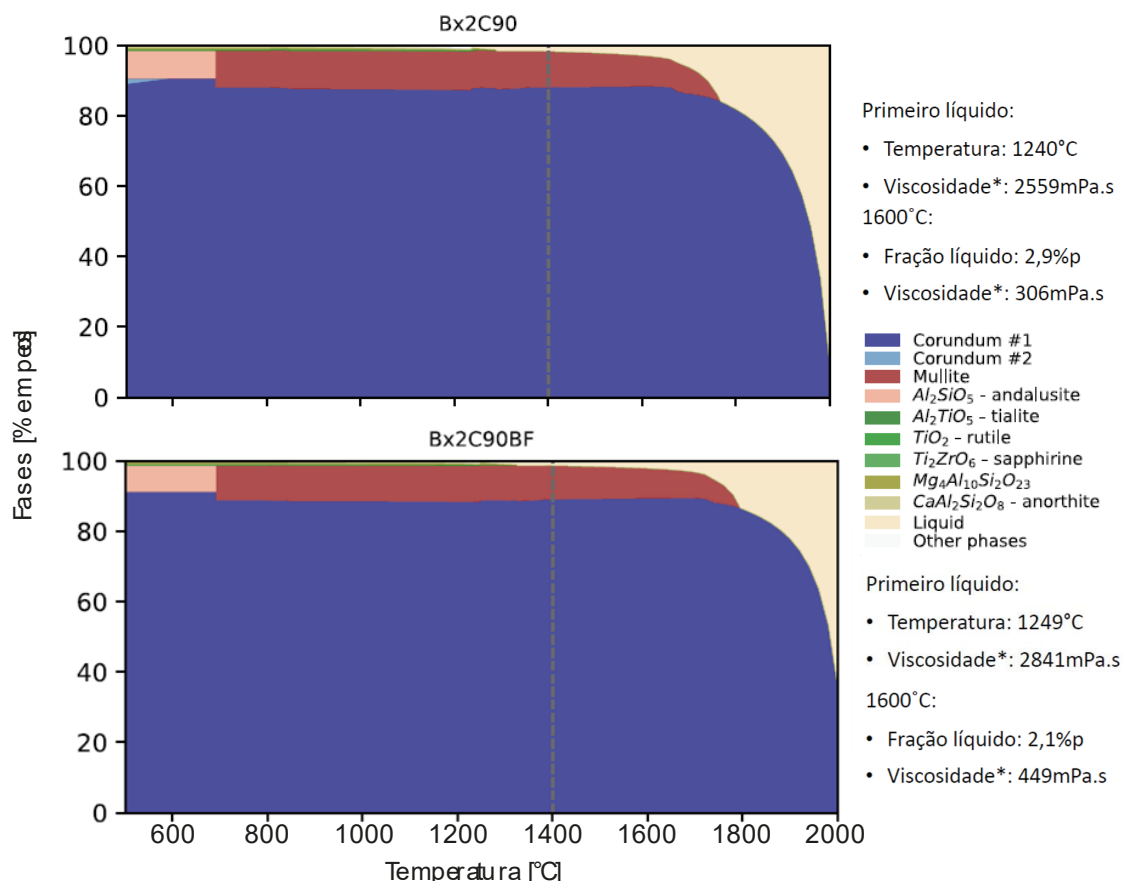 Bx2C90
100
80
60
40
20
0
Primeiro líquido:
• Temperatura: 1240°C
• Viscosidade*: 2559mPa.s
1600°C:
• Fração líquido: 2,9%p
• Viscosidade*: 306mPa.s
Corundum #1
Corundum #2
Mullite
Al₂SiO₅ - andalusite
Al₂TiO₅ - tialite
TiO₂ - rutile
Ti₂ZrO₆ - sapphirine
Mg₄Al₁₀Si₂O₂₃
CaAl₂Si₂O₈ - anorthite
Liquid
Other phases
Fases [% em peso]
Bx2C90BF
100
80
60
40
20
0
600 800 1000 1200 1400 1600 1800 2000
Temperatura [°C]
Primeiro líquido:
• Temperatura: 1249°C
• Viscosidade*: 2841mPa.s
1600°C:
• Fração líquido: 2,1%p
• Viscosidade*: 449mPa.s